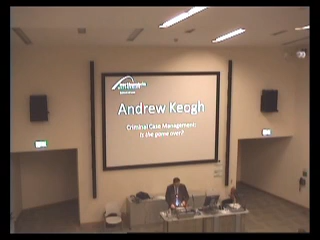 Andrew Keogh
Criminal Case Management:
Is the game over?